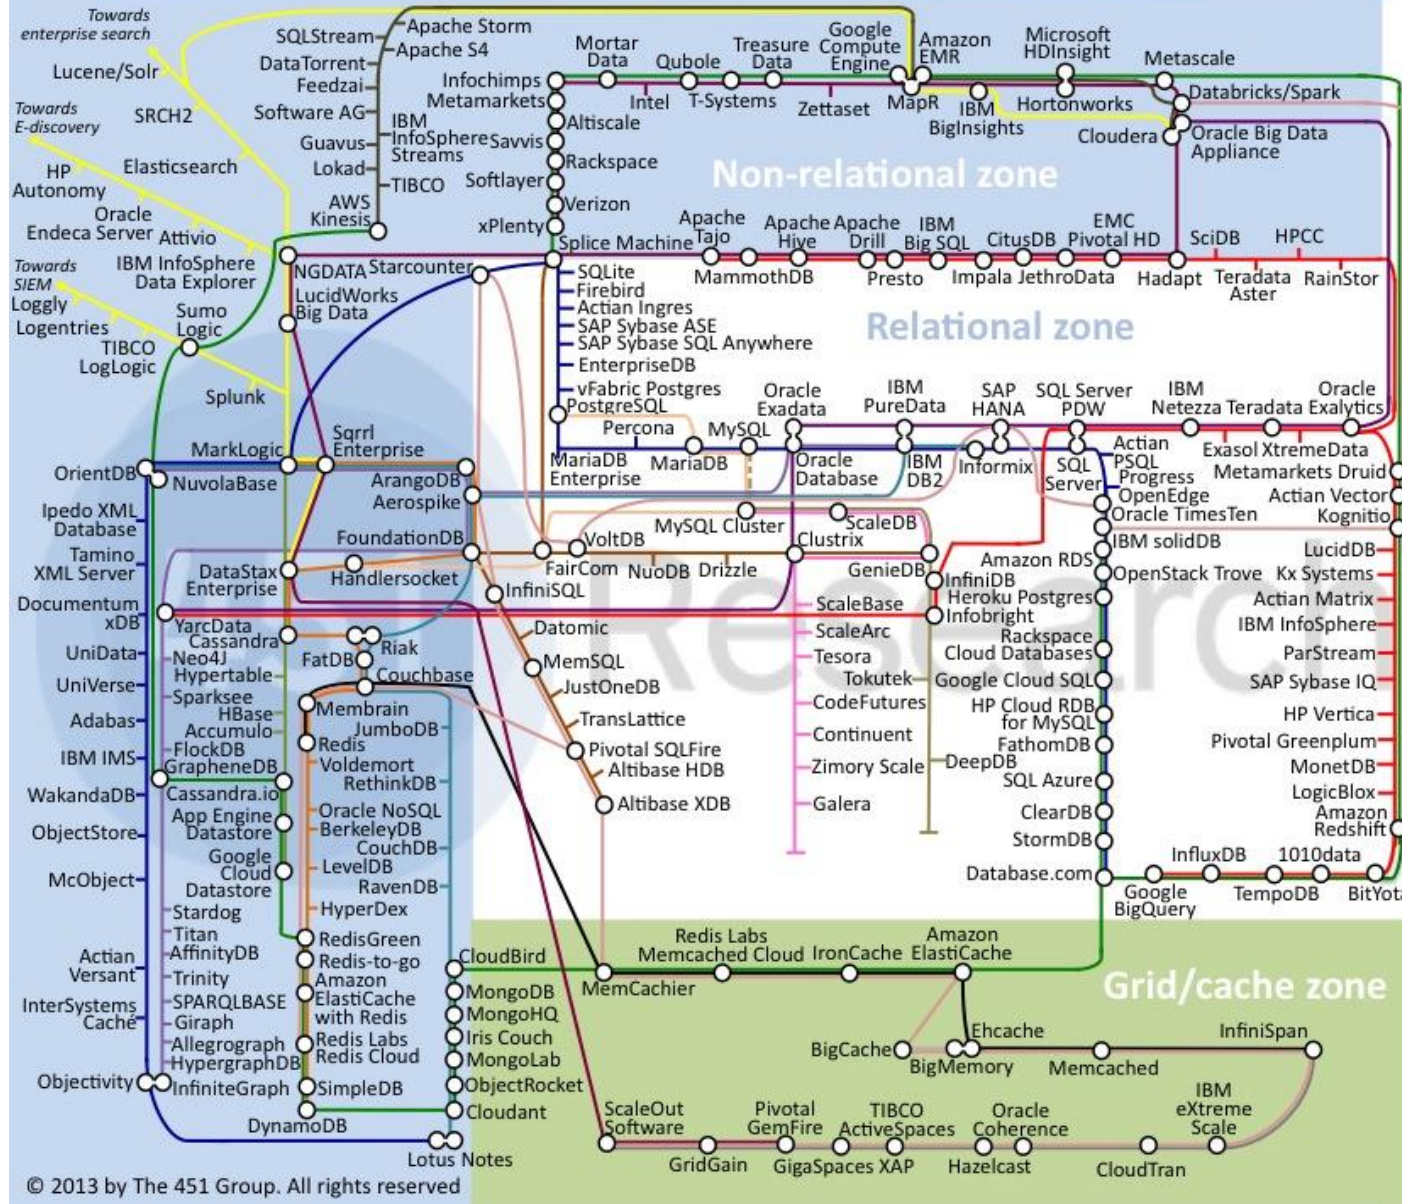 Towards
enterprise search
Lucene/Solr
SRCH2
Towards
E-discovery
Elasticsearch
HP
Autonomy
Oracle
Endeca Server
Attivio
IBM InfoSphere
Data Explorer
Towards
SIEM
Loggly
Logentries
Sumo
Logic
TIBCO
LogLogic
Splunk
SQLStream
Apache Storm
Apache S4
DataTorrent
Feedzai
Software AG
IBM
InfoSphere
Streams
Guavus
Lokad
TIBCO
AWS
Kinesis
Infochimps
Metamarkets
Altiscale
Savvis
Rackspace
Softlayer
Verizon
xPlenty
Splice Machine
Mortar
Data
Intel
Qubole
T-Systems
Treasure
Data
Zettaset
Google
Compute
Engine
Amazon
EMR
MapR
IBM
BigInsights
Microsoft
HDInsight
Hortonworks
Metascale
Databricks/Spark
Cloudera
Oracle Big Data
Appliance
Non-relational zone
Apache
Tajo
MammothDB
Apache
Hive
Apache
Drill
Presto
IBM
Big SQL
Impala
CitusDB
JethroData
EMC
Pivotal HD
Hadapt
SciDB
Teradata
Aster
HPCC
RainStor
NGDATA
Starcounter
LucidWorks
Big Data
SQLite
Firebird
Actian Ingres
SAP Sybase ASE
SAP Sybase SQL Anywhere
EnterpriseDB
vFabric Postgres
PostgreSQL
Relational zone
Percona
MariaDB
Enterprise
MariaDB
MySQL
Oracle
Exadata
Oracle
Database
IBM
PureData
IBM
DB2
SAP
HANA
Informix
SQL Server
PDW
SQL
Server
IBM
Netezza
Teradata
Oracle
Exalytics
Exasol
XtremeData
Metamarkets Druid
Actian
PSQL
Progress
OpenEdge
Oracle TimesTen
IBM solidDB
Actian Vector
Kognitio
MarkLogic
Sqrrl
Enterprise
OrientDB
NuvolaBase
ArangoDB
Aerospike
Ipedo XML
Database
Tamino
XML Server
Documentum
xDB
UniData
UniVerse
Adabas
IBM IMS
WakandaDB
ObjectStore
McObject
Actian
Versant
InterSystems
Caché
Objectivity
FoundationDB
Handlersocket
DataStax
Enterprise
MySQL Cluster
ScaleDB
VoltDB
FairCom
NuoDB
Drizzle
Clustrix
GenieDB
InfiniSQL
InfiniDB
Infobright
Amazon RDS
OpenStack Trove
Heroku Postgres
Rackspace
Cloud Databases
Google Cloud SQL
HP Cloud RDB
for MySQL
FathomDB
SQL Azure
ClearDB
StormDB
Database.com
LucidDB
Kx Systems
Actian Matrix
IBM InfoSphere
ParStream
SAP Sybase IQ
HP Vertica
Pivotal Greenplum
MonetDB
LogicBlox
Amazon
Redshift
YarcData
Cassandra
Neo4J
Hypertable
Sparksee
HBase
Accumulo
FlockDB
GrapheneDB
Cassandra.io
App Engine
Datastore
Google
Cloud
Datastore
Stardog
Titan
AffinityDB
Trinity
SPARQLBASE
Giraph
Allegrograph
HypergraphDB
InfiniteGraph
Riak
FatDB
Couchbase
Membrain
JumboDB
Redis
Voldemort
RethinkDB
Oracle NoSQL
BerkeleyDB
CouchDB
LevelDB
RavenDB
HyperDex
RedisGreen
Redis-to-go
Amazon
ElastiCache
with Redis
Redis Labs
Redis Cloud
SimpleDB
DynamoDB
Datomic
MemSQL
JustOneDB
TransLattice
Pivotal SQLFire
Altibase HDB
Altibase XDB
ScaleBase
ScaleArc
Tesora
Tokutek
CodeFutures
Continuent
Zimory Scale
DeepDB
Galera
Research
Google
BigQuery
InfluxDB
TempoDB
1010data
BitYota
CloudBird
MongoDB
MongoHQ
Iris Couch
MongoLab
ObjectRocket
Cloudant
Lotus Notes
MemCachier
Redis Labs
Memcached Cloud
IronCache
Amazon
ElastiCache
Grid/cache zone
BigCache
Ehcache
BigMemory
Memcached
InfiniSpan
ScaleOut
Software
GridGain
Pivotal
GemFire
GigaSpaces XAP
TIBCO
ActiveSpaces
Oracle
Coherence
Hazelcast
CloudTran
IBM
eXtreme
Scale
© 2013 by The 451 Group. All rights reserved